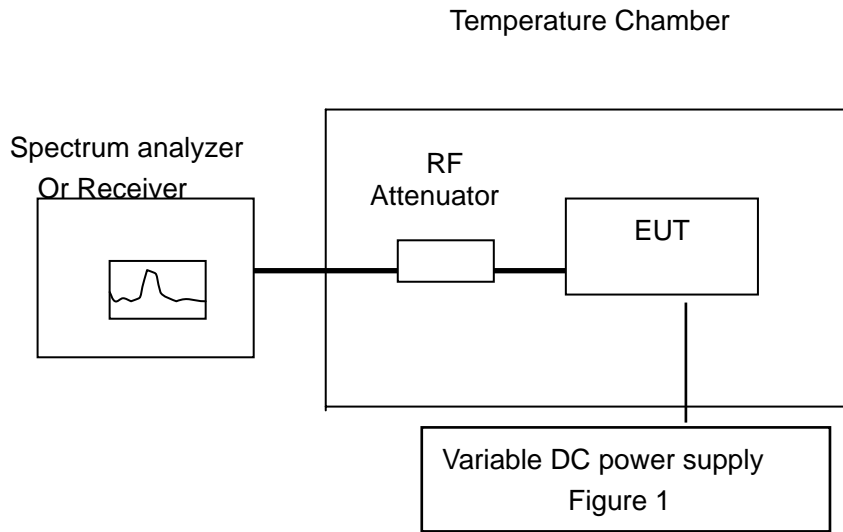 Temperature Chamber
Spectrum analyzer
Or Receiver
RF
Attenuator
EUT
Variable DC power supply
Figure 1